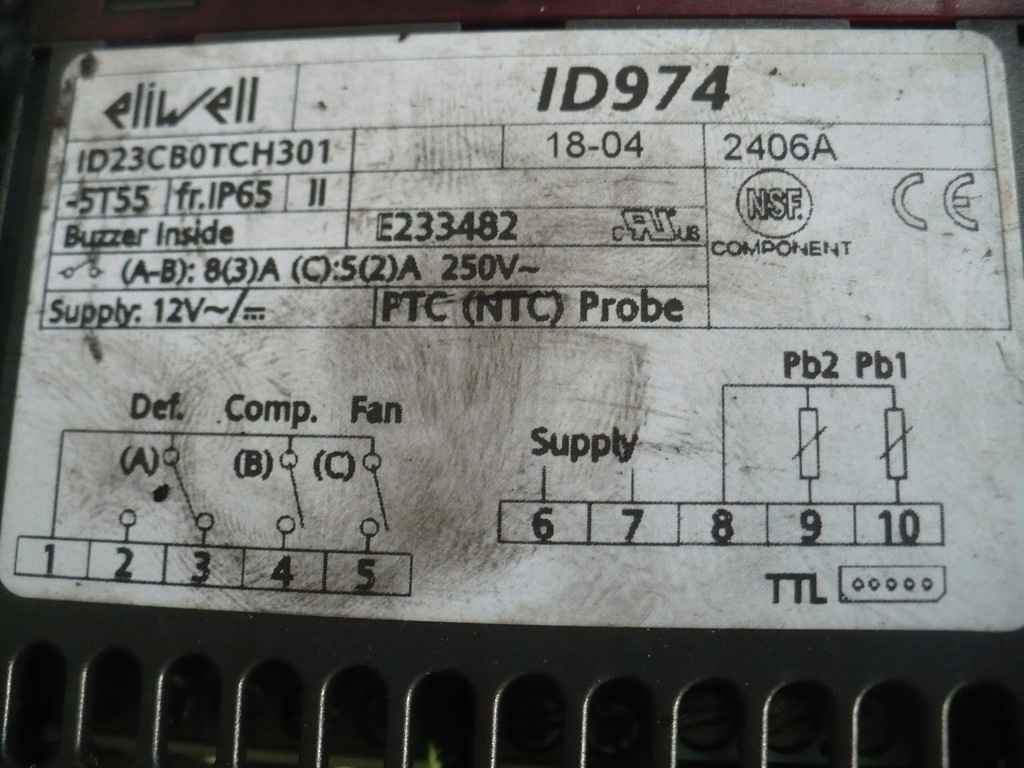 eliwell ID974
ID23CB0TCH301 18-04 2406A
-5T55 fr.IP65 II
NSF. CE
Buzzer Inside E233482 c RU US
COMPONENT
(A-B): 8(3)A (C):5(2)A 250V~
Supply: 12V~/⎓ PTC (NTC) Probe
Pb2 Pb1
Def. Comp. Fan
Supply
(A) (B) (C)
6 7 8 9 10
1 2 3 4 5
TTL